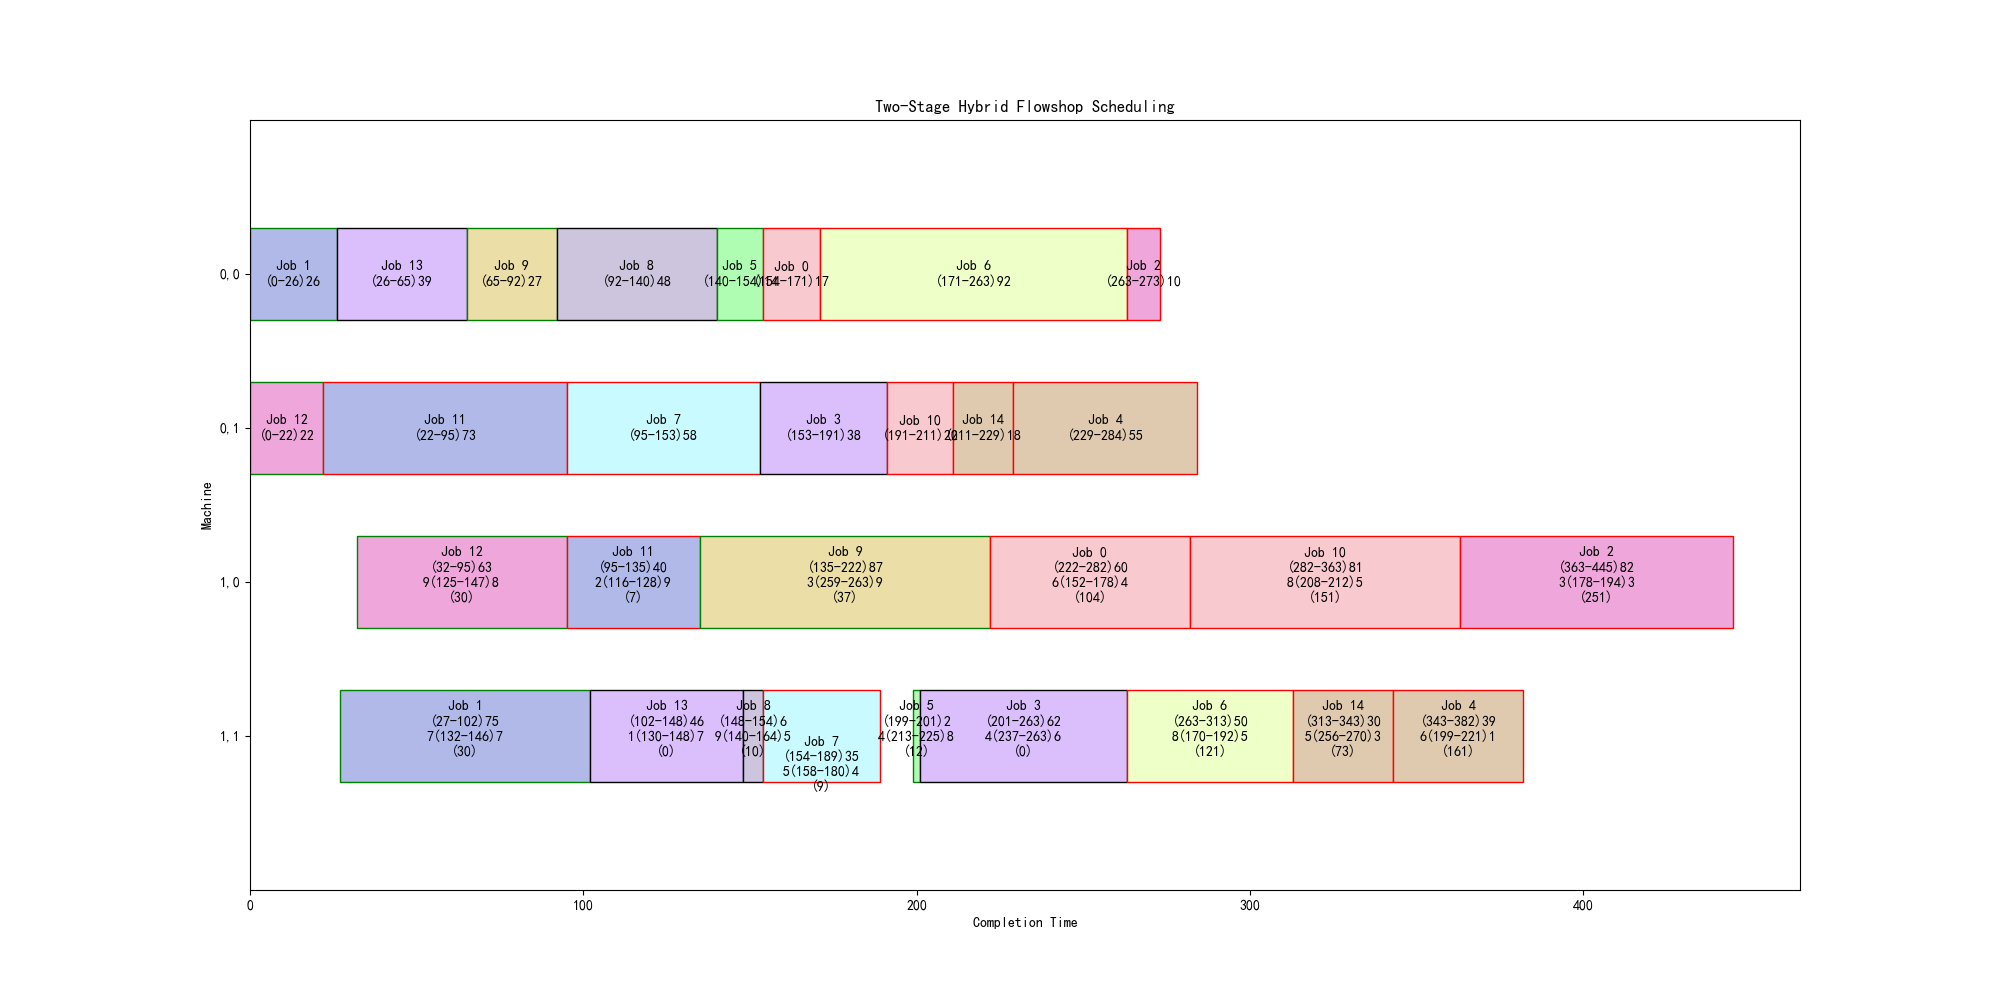 Two-Stage Hybrid Flowshop Scheduling
Machine
0,0
Job 1
(0-26)26
Job 13
(26-65)39
Job 9
(65-92)27
Job 8
(92-140)48
Job 5
(140-154)14
Job 0
(154-171)17
Job 6
(171-263)92
Job 2
(263-273)10
0,1
Job 12
(0-22)22
Job 11
(22-95)73
Job 7
(95-153)58
Job 3
(153-191)38
Job 10
(191-211)20
Job 14
(211-229)18
Job 4
(229-284)55
1,0
Job 12
(32-95)63
9(125-147)8
(30)
Job 11
(95-135)40
2(116-128)9
(7)
Job 9
(135-222)87
3(259-263)9
(37)
Job 0
(222-282)60
6(152-178)4
(104)
Job 10
(282-363)81
8(208-212)5
(151)
Job 2
(363-445)82
3(178-194)3
(251)
1,1
Job 1
(27-102)75
7(132-146)7
(30)
Job 13
(102-148)46
1(130-148)7
(0)
Job 8
(148-154)6
9(140-164)5
(10)
Job 7
(154-189)35
5(158-180)4
(9)
Job 5
(199-201)2
4(213-225)8
(12)
Job 3
(201-263)62
4(237-263)6
(0)
Job 6
(263-313)50
8(170-192)5
(121)
Job 14
(313-343)30
5(256-270)3
(73)
Job 4
(343-382)39
6(199-221)1
(161)
0
100
200
300
400
Completion Time